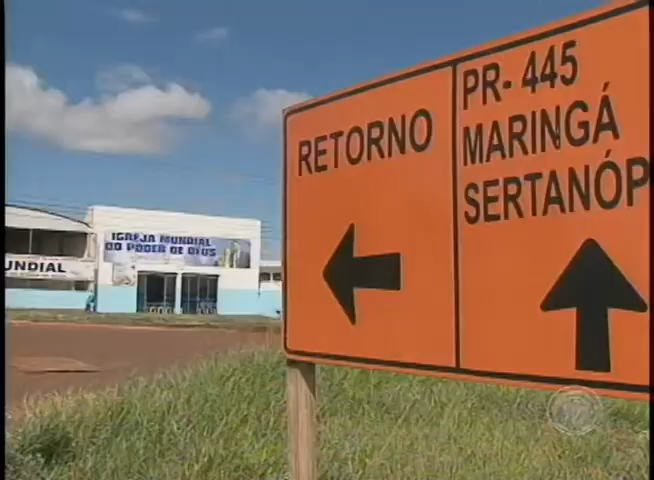 RETORNO
PR-445
MARINGÁ
SERTANÓP
IGREJA MUNDIAL
DO PODER DE DEUS
UNDIAL